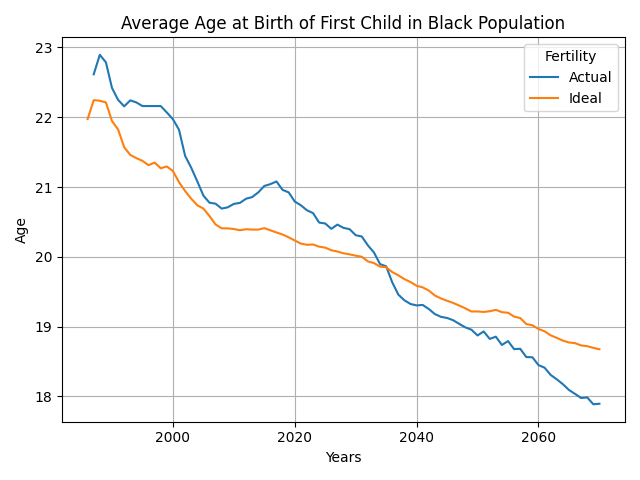 Average Age at Birth of First Child in Black Population
Fertility
Actual
Ideal
Age
23
22
21
20
19
18
2000 2020 2040 2060
Years